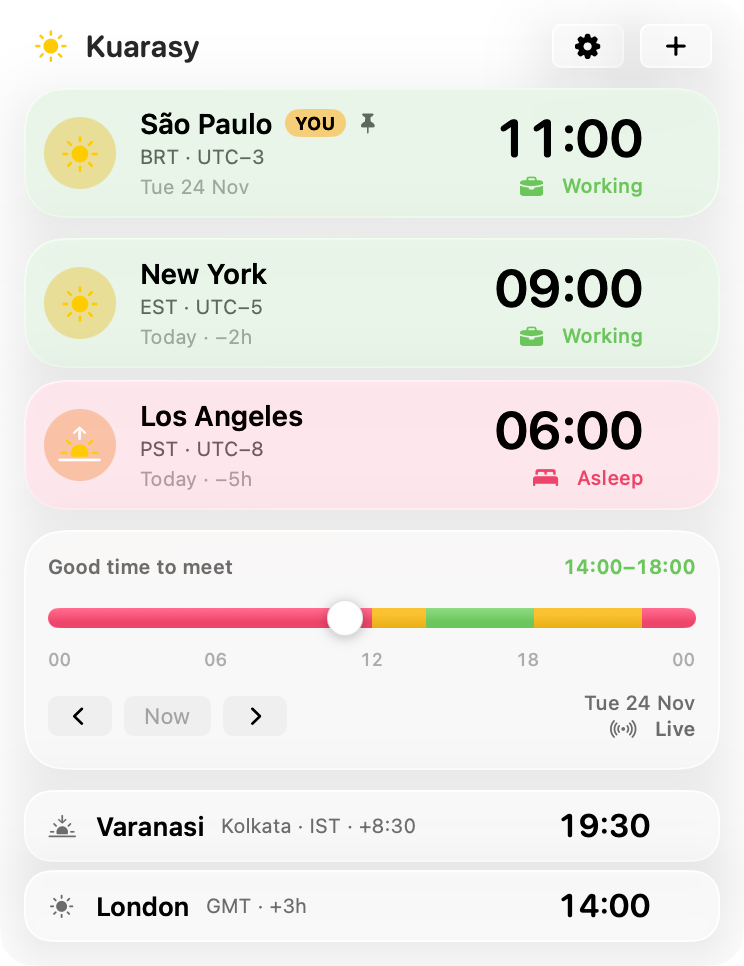 Kuarasy
São Paulo YOU
11:00
BRT · UTC−3
Tue 24 Nov
Working
New York
09:00
EST · UTC−5
Today · −2h
Working
Los Angeles
06:00
PST · UTC−8
Today · −5h
Asleep
Good time to meet 14:00–18:00
00 06 12 18 00
Now
Tue 24 Nov
Live
Varanasi Kolkata · IST · +8:30 19:30
London GMT · +3h 14:00